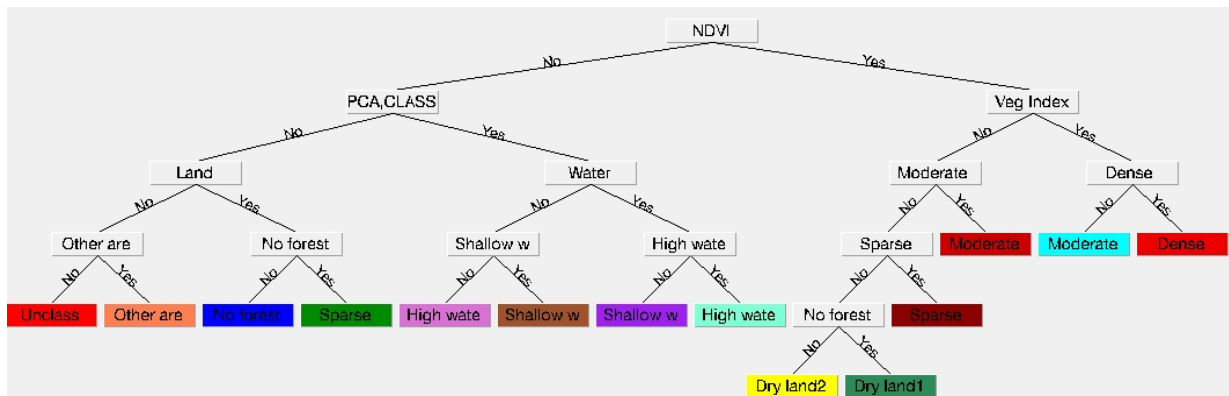 NDVI
No
Yes
PCA,CLASS
Veg Index
No
Yes
No
Yes
Land
Water
Moderate
Dense
No
Yes
No
Yes
No
Yes
No
Yes
Other are
No forest
Shallow w
High wate
Sparse
Moderate
Moderate
Dense
No
Yes
No
Yes
No
Yes
No
Yes
No
Yes
Unclass
Other are
No forest
Sparse
High wate
Shallow w
Shallow w
High wate
No forest
Sparse
No
Yes
Dry land2
Dry land1